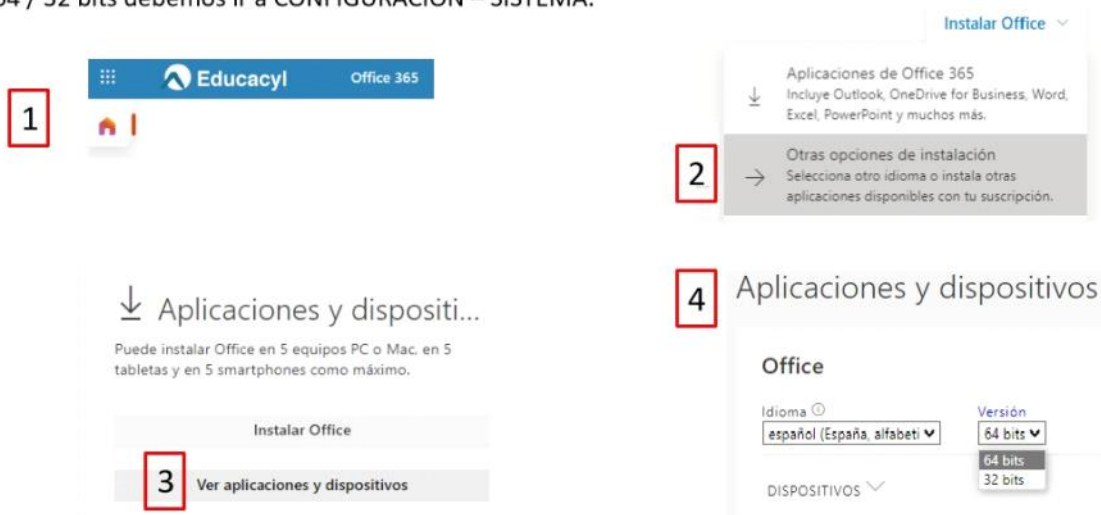 64 / 32 bits debemos ir a CONFIGURACIÓN – SISTEMA.
1
Educacyl Office 365
Instalar Office
Aplicaciones de Office 365
Incluye Outlook, OneDrive for Business, Word,
Excel, PowerPoint y muchos más.
2
Otras opciones de instalación
Selecciona otro idioma o instala otras
aplicaciones disponibles con tu suscripción.
Aplicaciones y dispositi...
Puede instalar Office en 5 equipos PC o Mac, en 5
tabletas y en 5 smartphones como máximo.
Instalar Office
3
Ver aplicaciones y dispositivos
4
Aplicaciones y dispositivos
Office
Idioma Versión
español (España, alfabeti 64 bits
64 bits
32 bits
DISPOSITIVOS